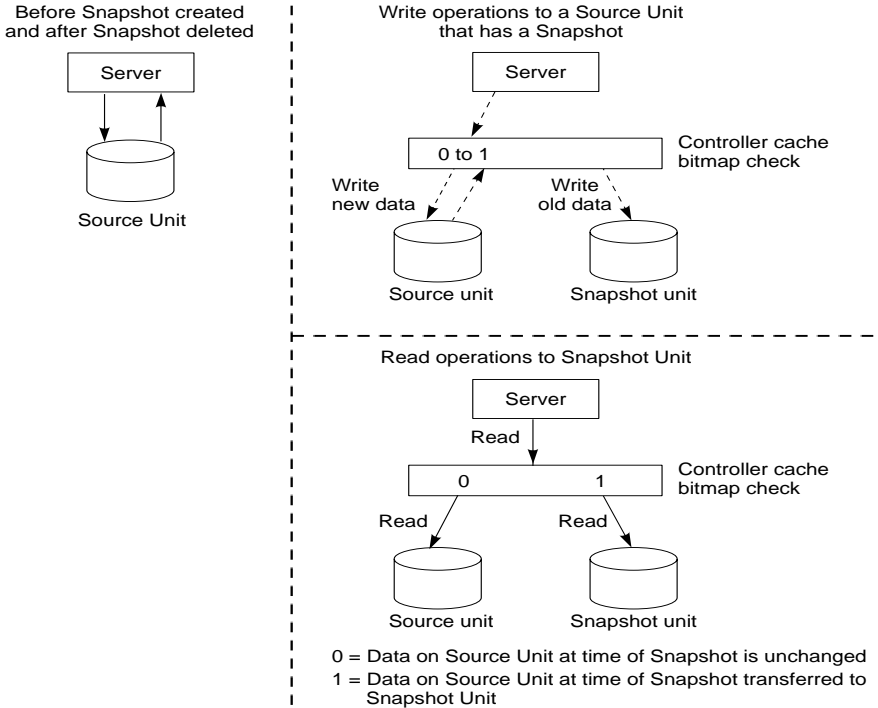 Before Snapshot created
and after Snapshot deleted
Server
Source Unit
Write operations to a Source Unit
that has a Snapshot
Server
0 to 1
Controller cache
bitmap check
Write
new data
Write
old data
Source unit
Snapshot unit
Read operations to Snapshot Unit
Server
Read
0
1
Controller cache
bitmap check
Read
Read
Source unit
Snapshot unit
0 = Data on Source Unit at time of Snapshot is unchanged
1 = Data on Source Unit at time of Snapshot transferred to
Snapshot Unit